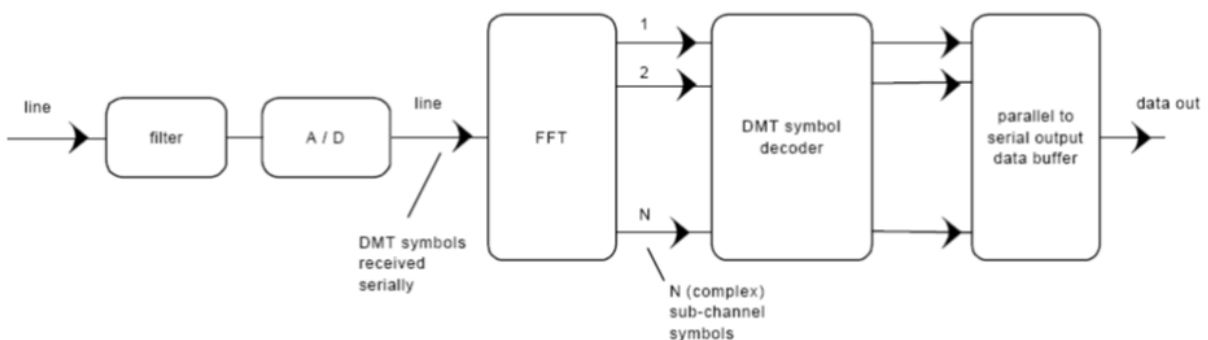 line
filter
A / D
line
DMT symbols
received
serially
FFT
1
2
N
N (complex)
sub-channel
symbols
DMT symbol
decoder
parallel to
serial output
data buffer
data out